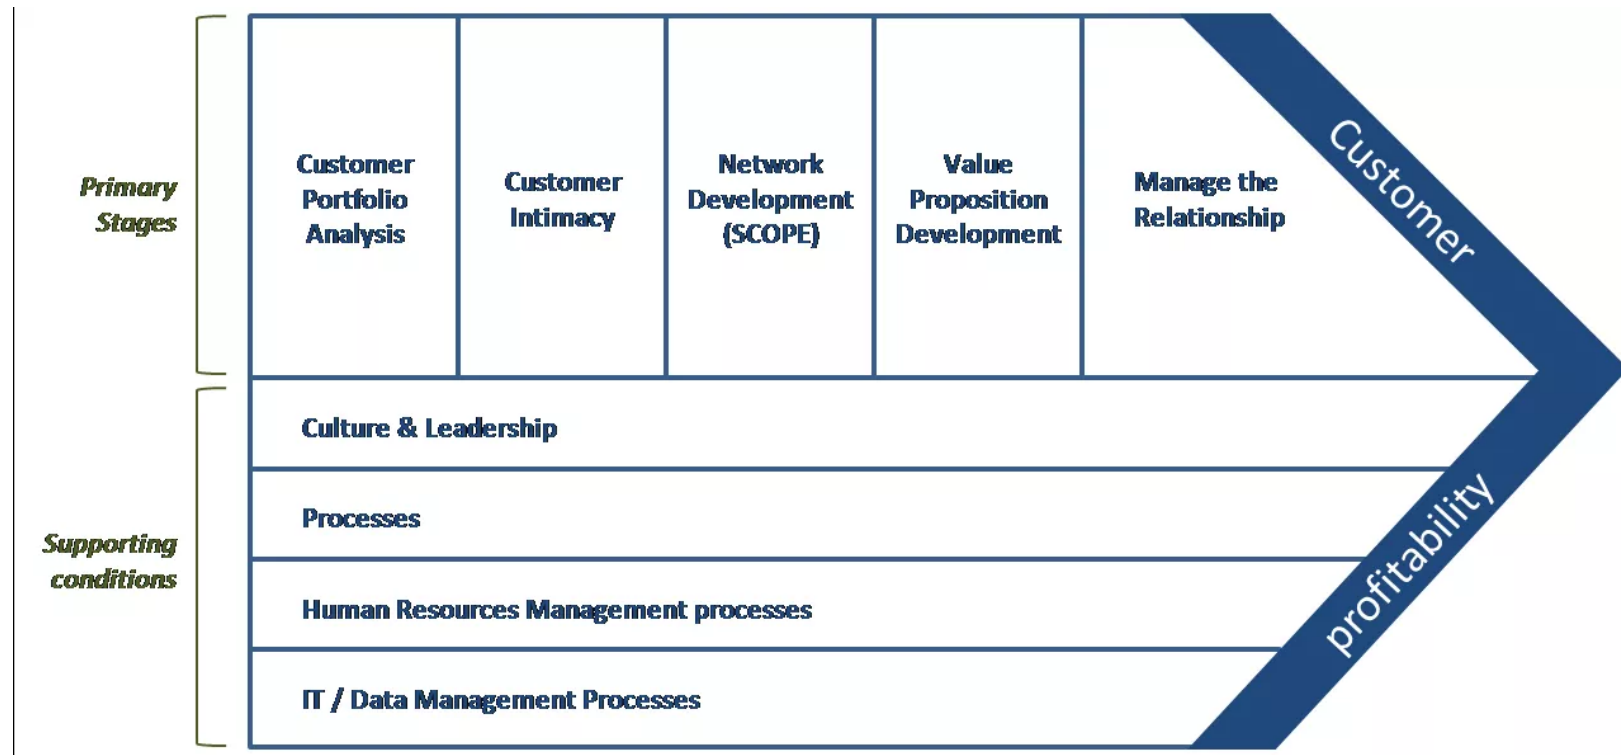 Primary
Stages
Customer
Portfolio
Analysis
Customer
Intimacy
Network
Development
(SCOPE)
Value
Proposition
Development
Manage the
Relationship
Customer
Supporting
conditions
Culture & Leadership
Processes
Human Resources Management processes
IT / Data Management Processes
profitability